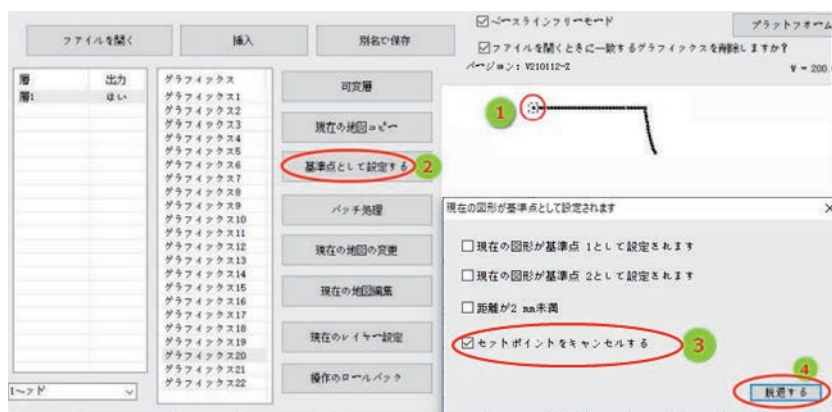 ファイルを開く
挿入
別名で保存
ベースラインフリーモード
プラットフォーム
ファイルを開くときに一致するグラフィックスを削除しますか?
バージョン: V210112-2
V = 200.
層 出力
層1 はい
グラフィックス
グラフィックス1
グラフィックス2
グラフィックス3
グラフィックス4
グラフィックス5
グラフィックス6
グラフィックス7
グラフィックス8
グラフィックス9
グラフィックス10
グラフィックス11
グラフィックス12
グラフィックス13
グラフィックス14
グラフィックス15
グラフィックス16
グラフィックス17
グラフィックス18
グラフィックス19
グラフィックス20
グラフィックス21
グラフィックス22
可変層
現在の地図コピー
基準点として設定する
2
バッチ処理
現在の地図の変更
現在の地図編集
現在のレイヤー設定
操作のロールバック
1
現在の図形が基準点として設定されます
現在の図形が基準点 1として設定されます
現在の図形が基準点 2として設定されます
距離が2 mm未満
セットポイントをキャンセルする
3
4
脱退する